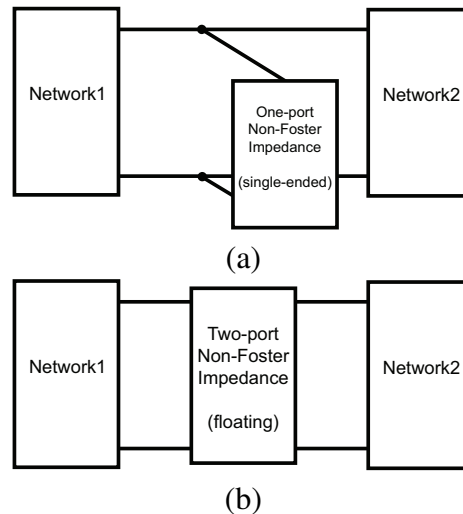 Network1
One-port
Non-Foster
Impedance
(single-ended)
Network2
(a)
Network1
Two-port
Non-Foster
Impedance
(floating)
Network2
(b)